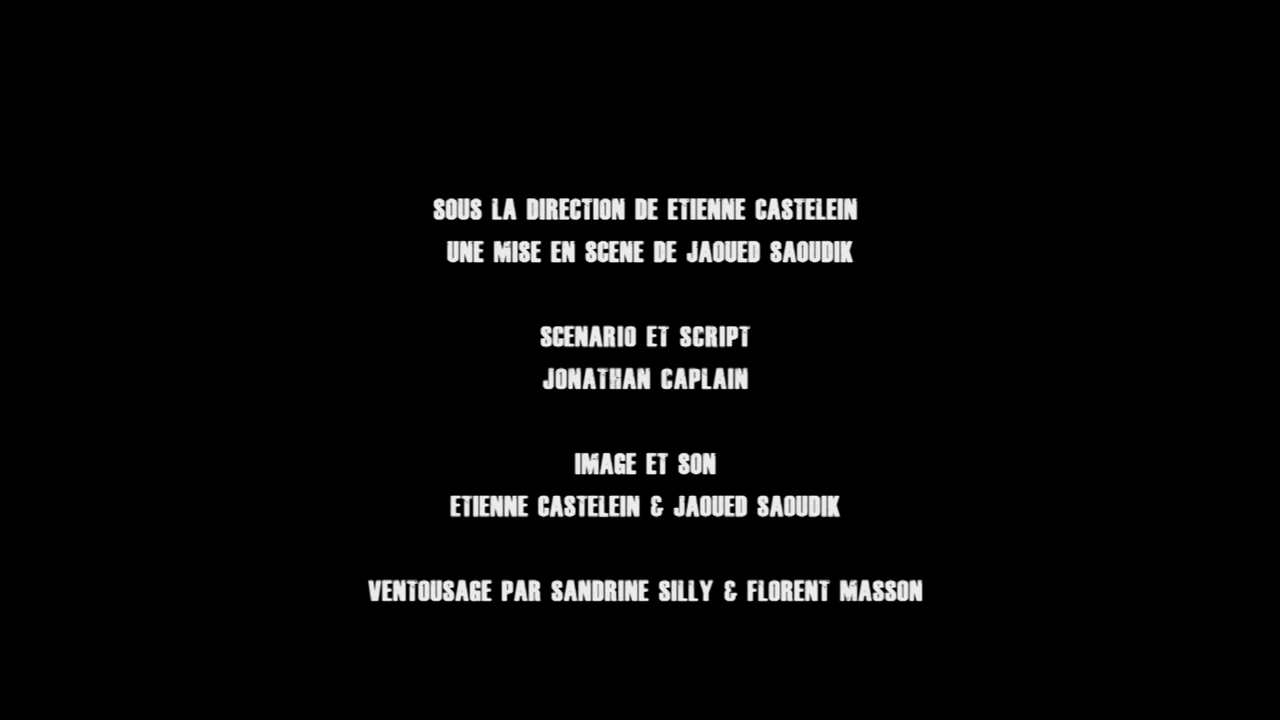 SOUS LA DIRECTION DE ETIENNE CASTELEIN
UNE MISE EN SCENE DE JAOUED SAOUDIK
SCENARIO ET SCRIPT
JONATHAN CAPLAIN
IMAGE ET SON
ETIENNE CASTELEIN & JAOUED SAOUDIK
VENTOUSAGE PAR SANDRINE SILLY & FLORENT MASSON